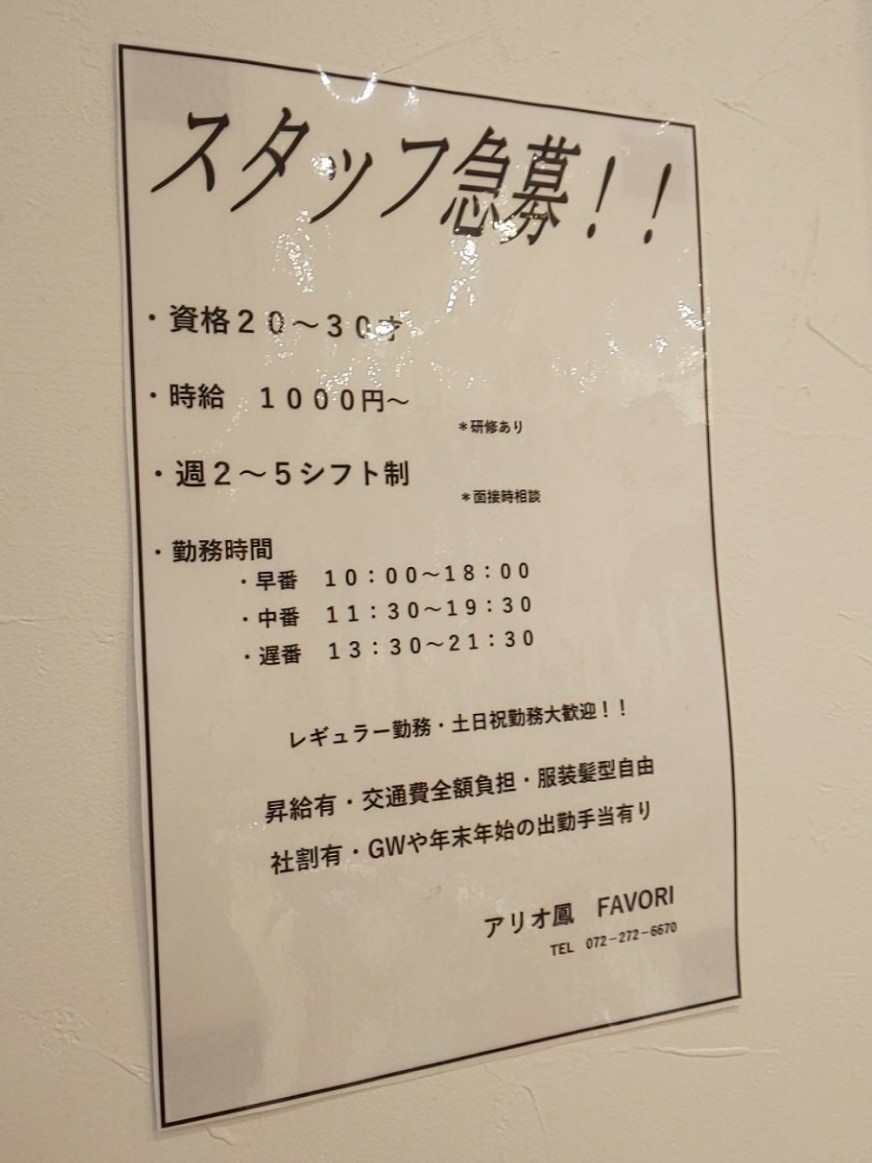 スタッフ急募！！
・資格２０～３０才
・時給　１０００円～
＊研修あり
・週２～５シフト制
＊面接時相談
・勤務時間
・早番　１０：００～１８：００
・中番　１１：３０～１９：３０
・遅番　１３：３０～２１：３０
レギュラー勤務・土日祝勤務大歓迎！！
昇給有・交通費全額負担・服装髪型自由
社割有・GWや年末年始の出勤手当有り
アリオ鳳　FAVORI
TEL　072－272－6670